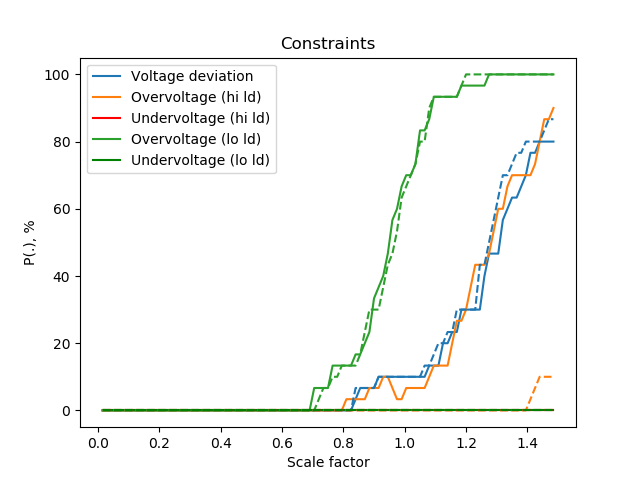 Constraints
Voltage deviation
Overvoltage (hi ld)
Undervoltage (hi ld)
Overvoltage (lo ld)
Undervoltage (lo ld)
P(.), %
100
80
60
40
20
0
0.0 0.2 0.4 0.6 0.8 1.0 1.2 1.4
Scale factor